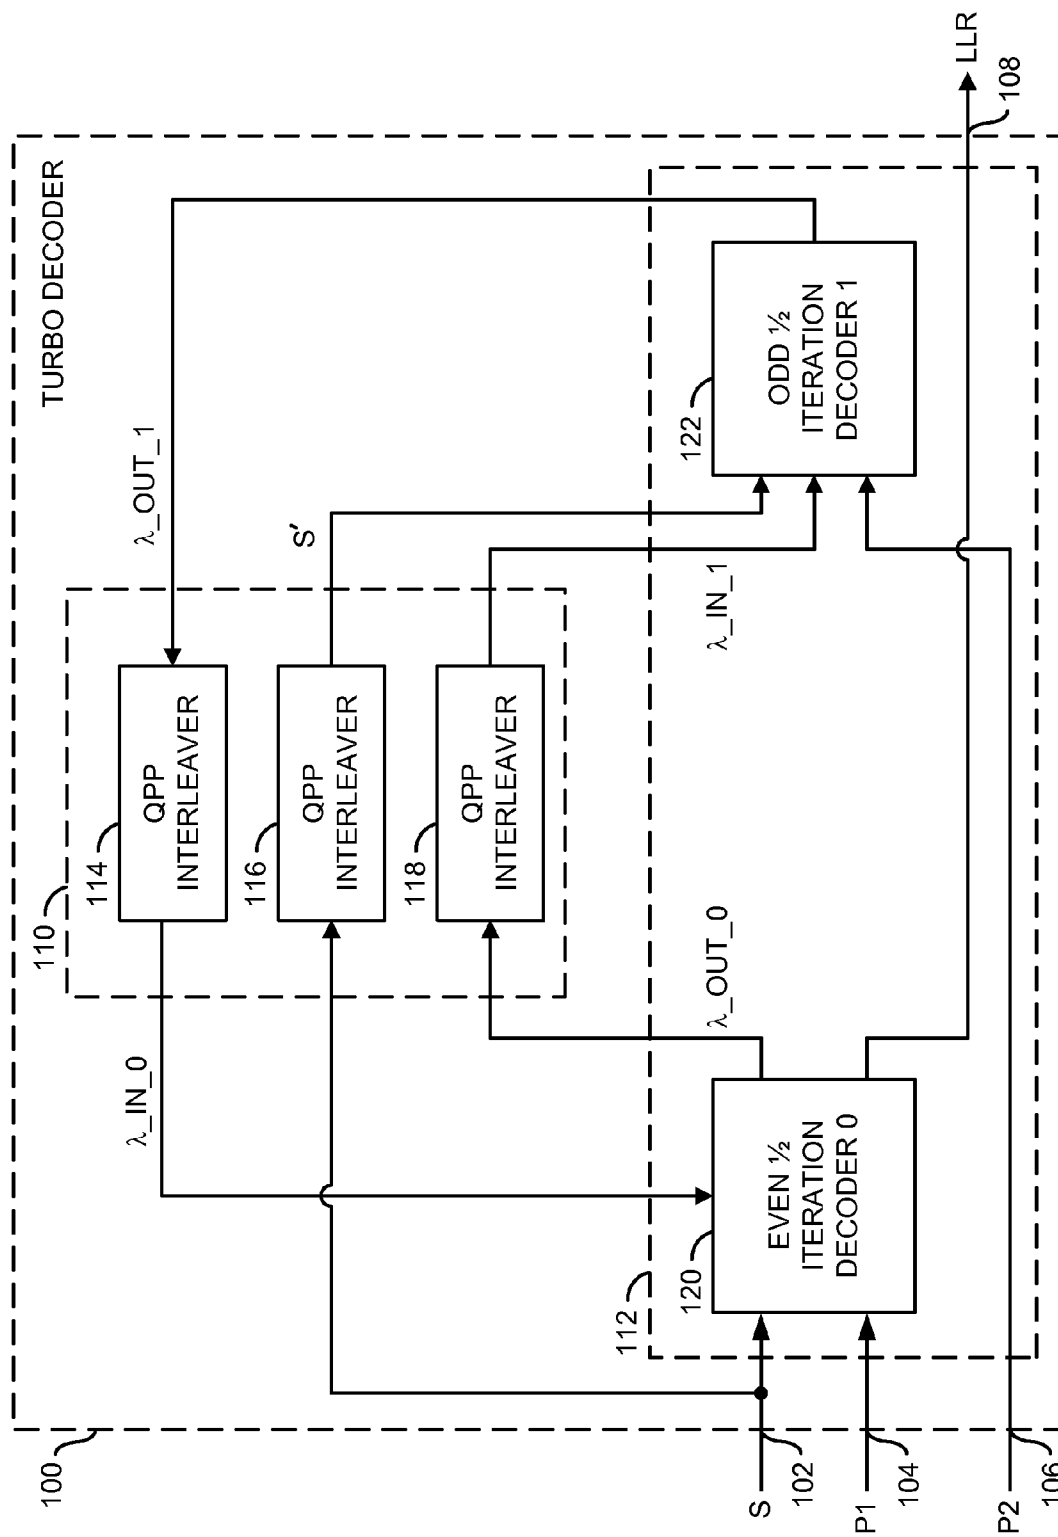 TURBO DECODER
100
110
λ_IN_0
λ_OUT_1
114
QPP
INTERLEAVER
116
QPP
INTERLEAVER
S'
118
QPP
INTERLEAVER
112
λ_OUT_0
λ_IN_1
120
EVEN ½
ITERATION
DECODER 0
122
ODD ½
ITERATION
DECODER 1
S
102
P1
104
P2
106
LLR
108